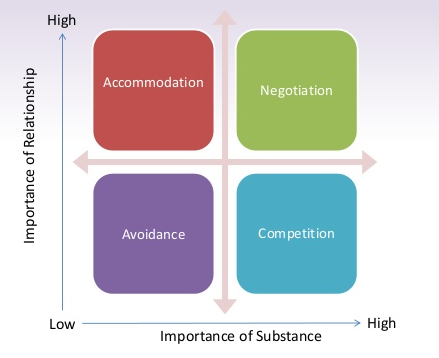 High
Accommodation
Negotiation
Importance of Relationship
Avoidance
Competition
Low
High
Importance of Substance